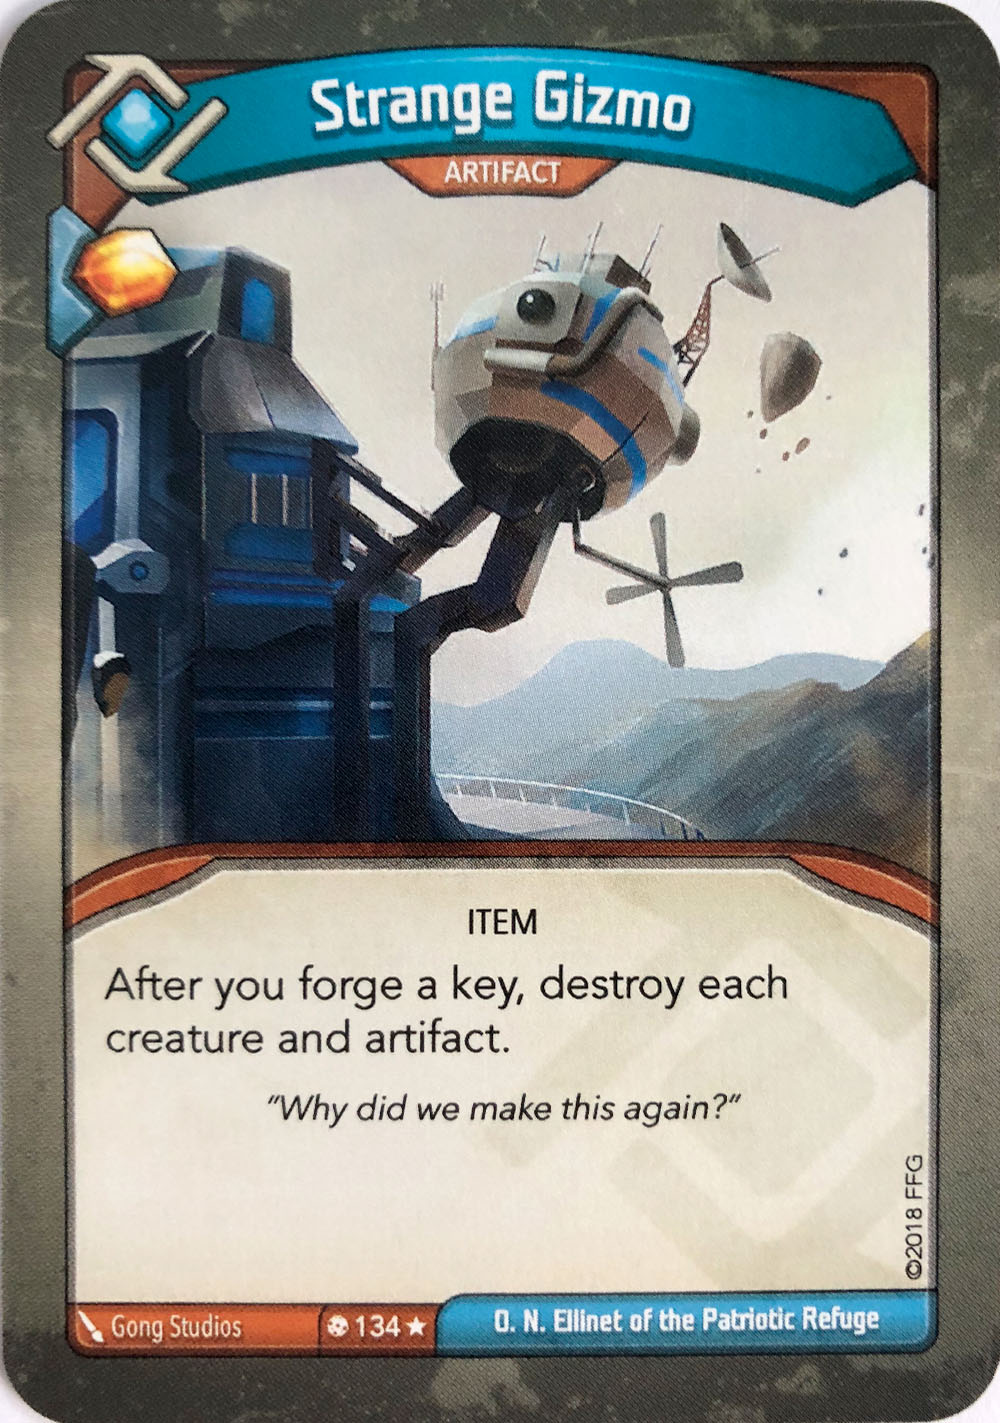 Strange Gizmo
ARTIFACT
ITEM
After you forge a key, destroy each
creature and artifact.
“Why did we make this again?”
©2018 FFG
Gong Studios
134★
O. N. Ellinet of the Patriotic Refuge